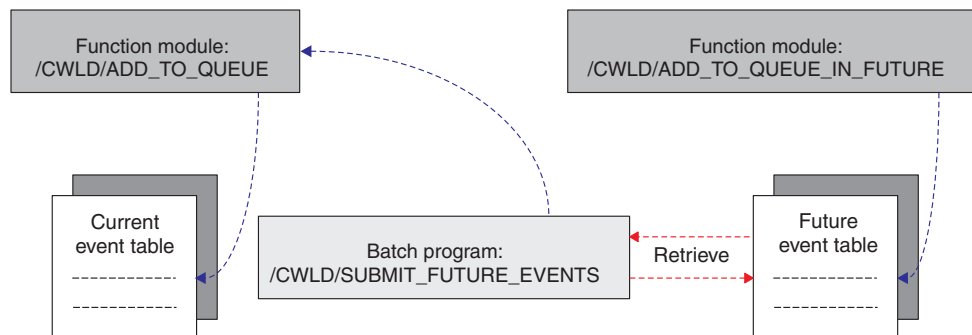 Function module:
/CWLD/ADD_TO_QUEUE
Function module:
/CWLD/ADD_TO_QUEUE_IN_FUTURE
Current
event table
Batch program:
/CWLD/SUBMIT_FUTURE_EVENTS
Retrieve
Future
event table